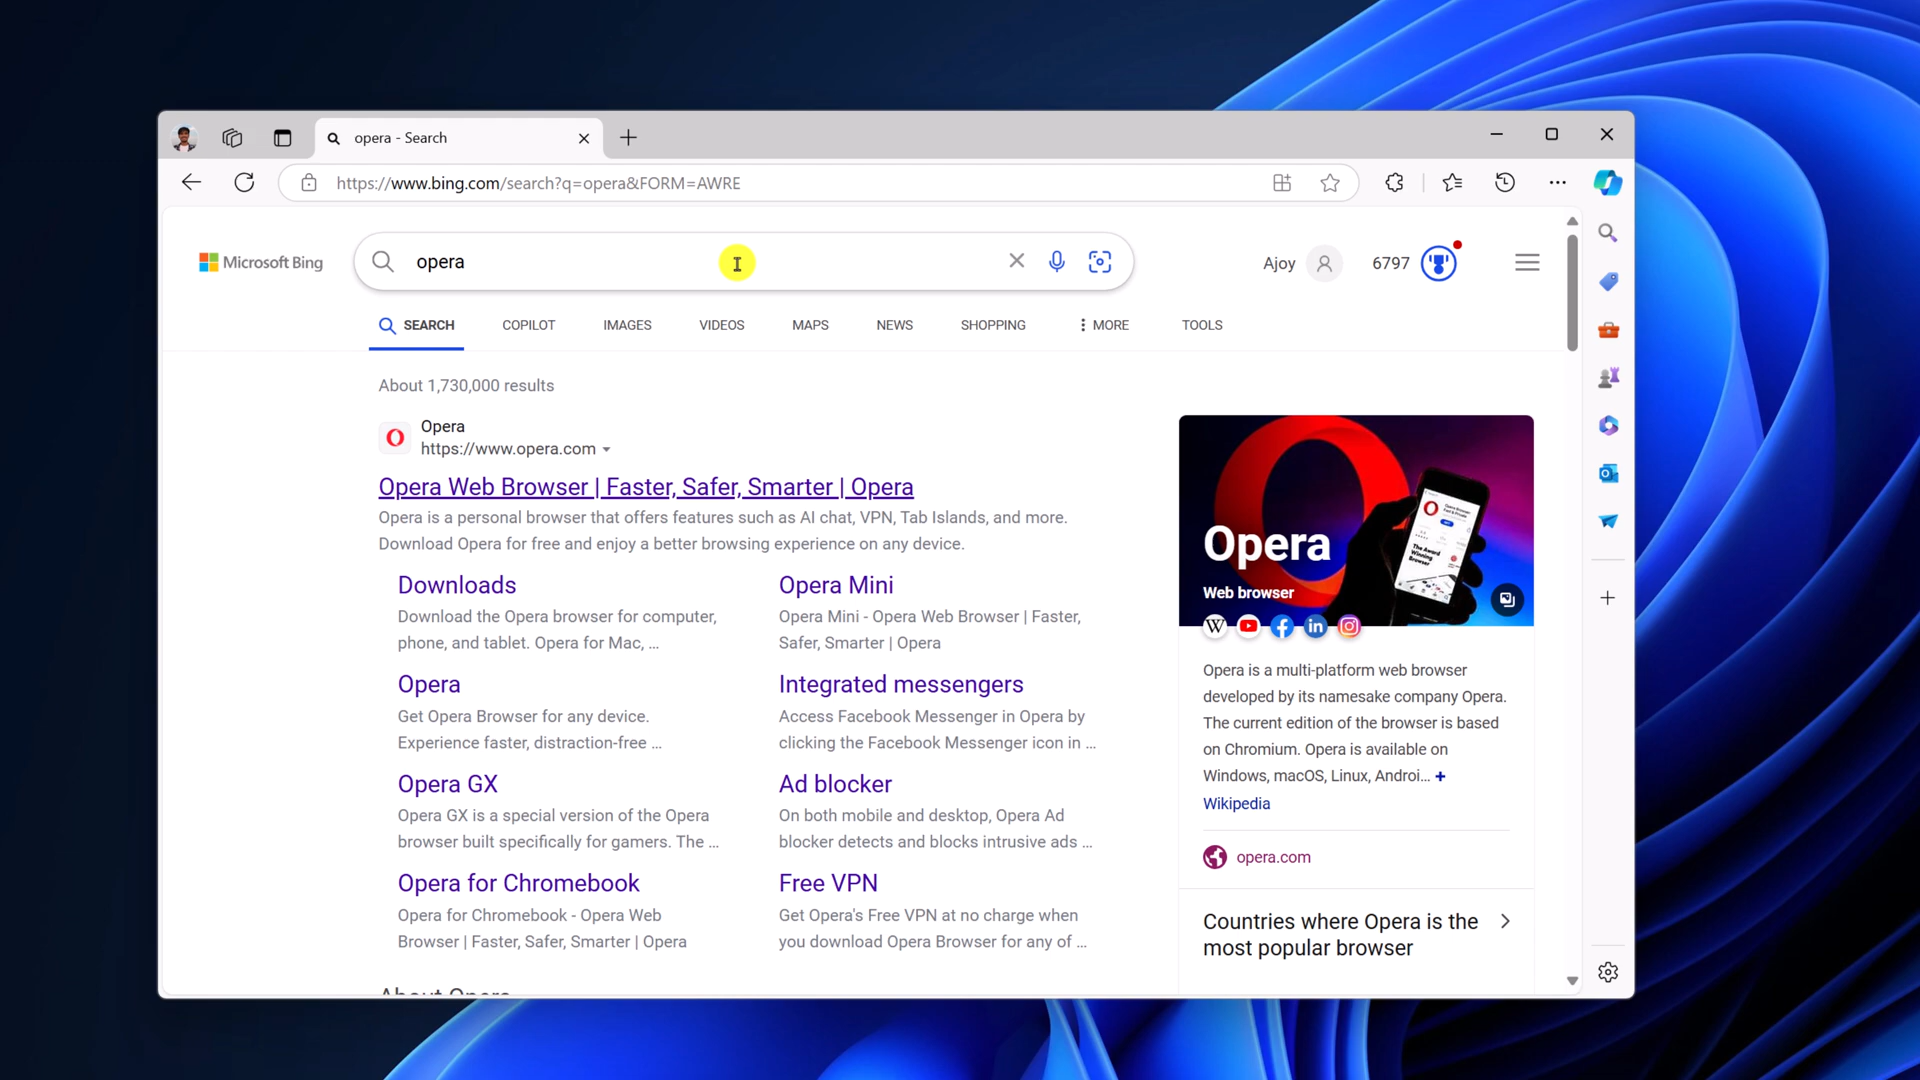 opera - Search
https://www.bing.com/search?q=opera&FORM=AWRE
Microsoft Bing
opera
Ajoy
6797
SEARCH
COPILOT
IMAGES
VIDEOS
MAPS
NEWS
SHOPPING
MORE
TOOLS
About 1,730,000 results
Opera
https://www.opera.com
Opera Web Browser | Faster, Safer, Smarter | Opera
Opera is a personal browser that offers features such as AI chat, VPN, Tab Islands, and more.
Download Opera for free and enjoy a better browsing experience on any device.
Downloads
Download the Opera browser for computer,
phone, and tablet. Opera for Mac, ...
Opera Mini
Opera Mini - Opera Web Browser | Faster,
Safer, Smarter | Opera
Opera
Get Opera Browser for any device.
Experience faster, distraction-free ...
Integrated messengers
Access Facebook Messenger in Opera by
clicking the Facebook Messenger icon in ...
Opera GX
Opera GX is a special version of the Opera
browser built specifically for gamers. The ...
Ad blocker
On both mobile and desktop, Opera Ad
blocker detects and blocks intrusive ads ...
Opera for Chromebook
Opera for Chromebook - Opera Web
Browser | Faster, Safer, Smarter | Opera
Free VPN
Get Opera's Free VPN at no charge when
you download Opera Browser for any of ...
About Opera
Opera
Web browser
The Award
Winning
Browser
Opera is a multi-platform web browser
developed by its namesake company Opera.
The current edition of the browser is based
on Chromium. Opera is available on
Windows, macOS, Linux, Androi... +
Wikipedia
opera.com
Countries where Opera is the
most popular browser